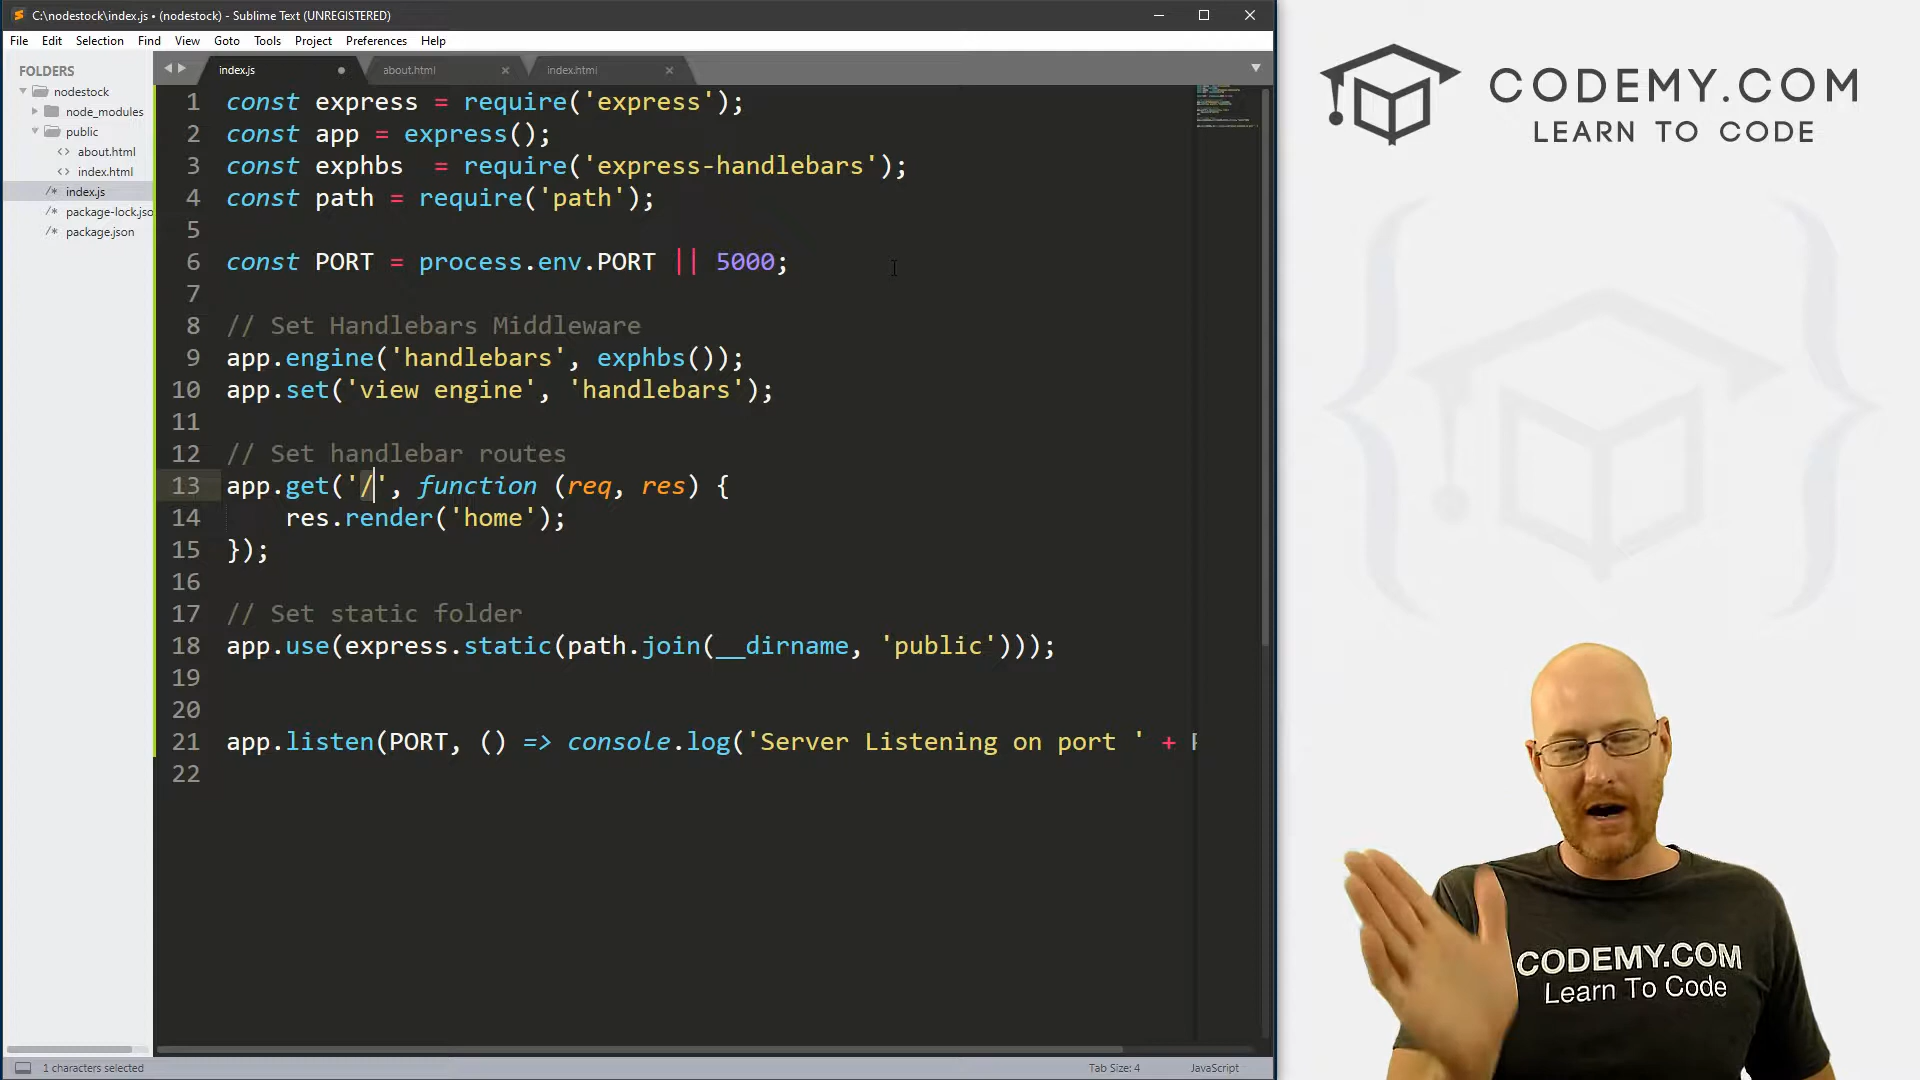 C:\nodestock\index.js • (nodestock) - Sublime Text (UNREGISTERED)
File Edit Selection Find View Goto Tools Project Preferences Help
FOLDERS
nodestock
node_modules
public
about.html
index.html
index.js
package-lock.jso
package.json
index.js
about.html
index.html
1 const express = require('express');
2 const app = express();
3 const exphbs  = require('express-handlebars');
4 const path = require('path');
5
6 const PORT = process.env.PORT || 5000;
7
8 // Set Handlebars Middleware
9 app.engine('handlebars', exphbs());
10 app.set('view engine', 'handlebars');
11
12 // Set handlebar routes
13 app.get('/', function (req, res) {
14     res.render('home');
15 });
16
17 // Set static folder
18 app.use(express.static(path.join(__dirname, 'public')));
19
20
21 app.listen(PORT, () => console.log('Server Listening on port ' +
22
1 characters selected
Tab Size: 4
JavaScript
CODEMY.COM
LEARN TO CODE
CODEMY.COM
Learn To Code